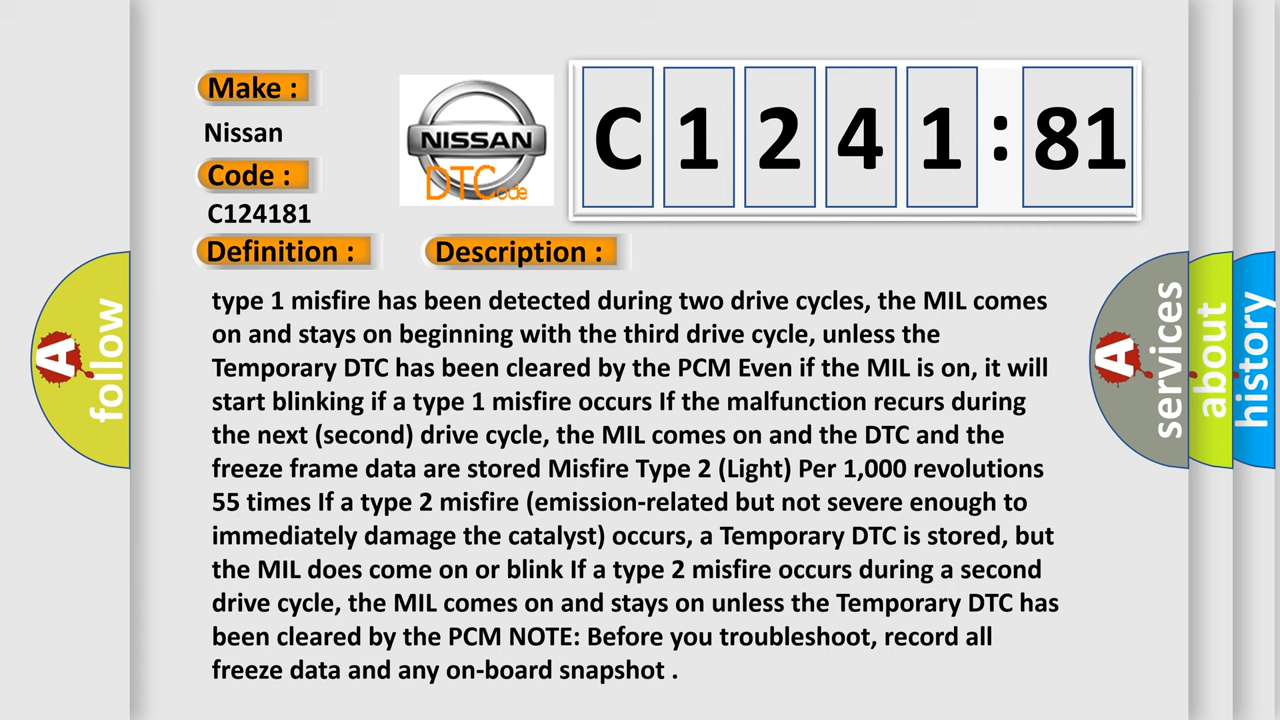 Make :
Nissan
Code :
C124181
NISSAN
DTCode
C1241:81
Definition :
Description :
type 1 misfire has been detected during two drive cycles, the MIL comes
on and stays on beginning with the third drive cycle, unless the
Temporary DTC has been cleared by the PCM Even if the MIL is on, it will
start blinking if a type 1 misfire occurs If the malfunction recurs during
the next (second) drive cycle, the MIL comes on and the DTC and the
freeze frame data are stored Misfire Type 2 (Light) Per 1,000 revolutions
55 times If a type 2 misfire (emission-related but not severe enough to
immediately damage the catalyst) occurs, a Temporary DTC is stored, but
the MIL does come on or blink If a type 2 misfire occurs during a second
drive cycle, the MIL comes on and stays on unless the Temporary DTC has
been cleared by the PCM NOTE: Before you troubleshoot, record all
freeze data and any on-board snapshot .
A
follow
A
services
about
history